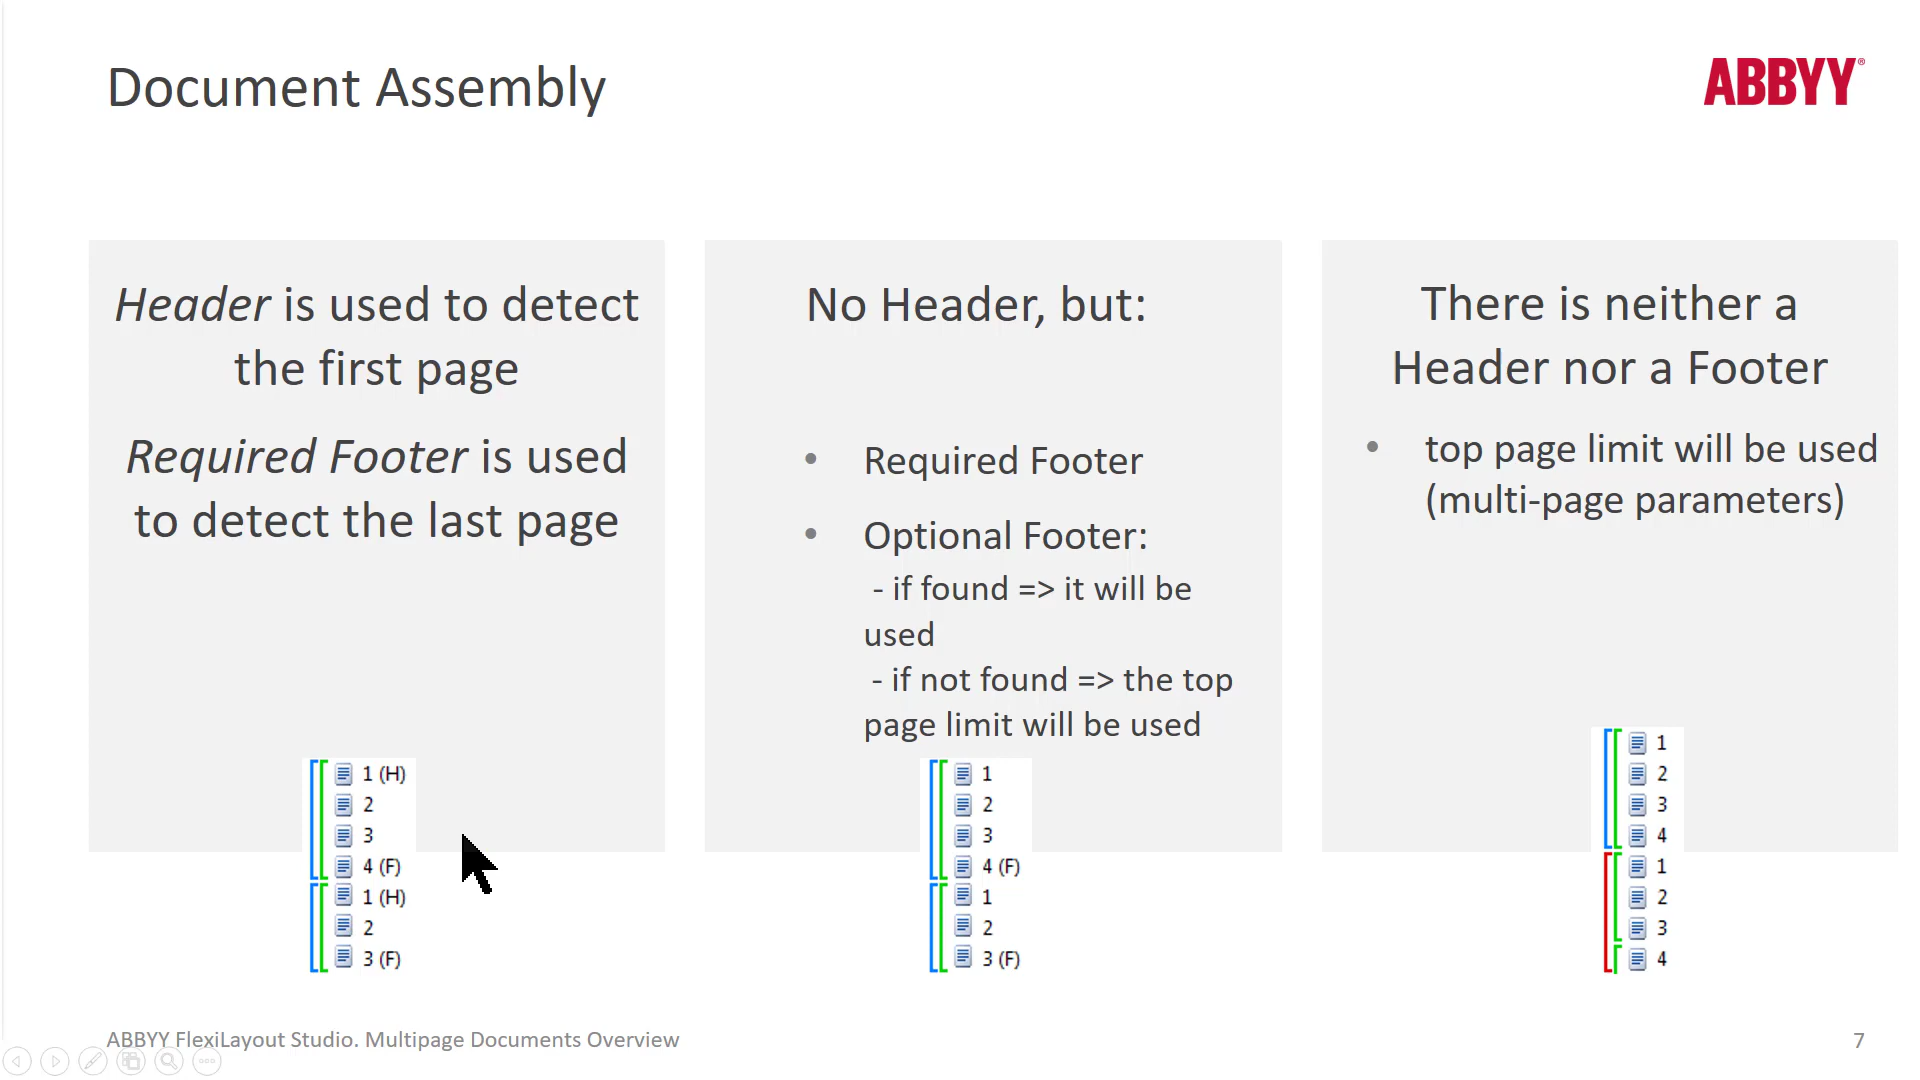 Document Assembly
ABBYY®
Header is used to detect
the first page
Required Footer is used
to detect the last page
1 (H)
2
3
4 (F)
1 (H)
2
3 (F)
No Header, but:
• Required Footer
• Optional Footer:
- if found => it will be
used
- if not found => the top
page limit will be used
1
2
3
4 (F)
1
2
3 (F)
There is neither a
Header nor a Footer
• top page limit will be used
(multi-page parameters)
1
2
3
4
1
2
3
4
ABBYY FlexiLayout Studio. Multipage Documents Overview
7